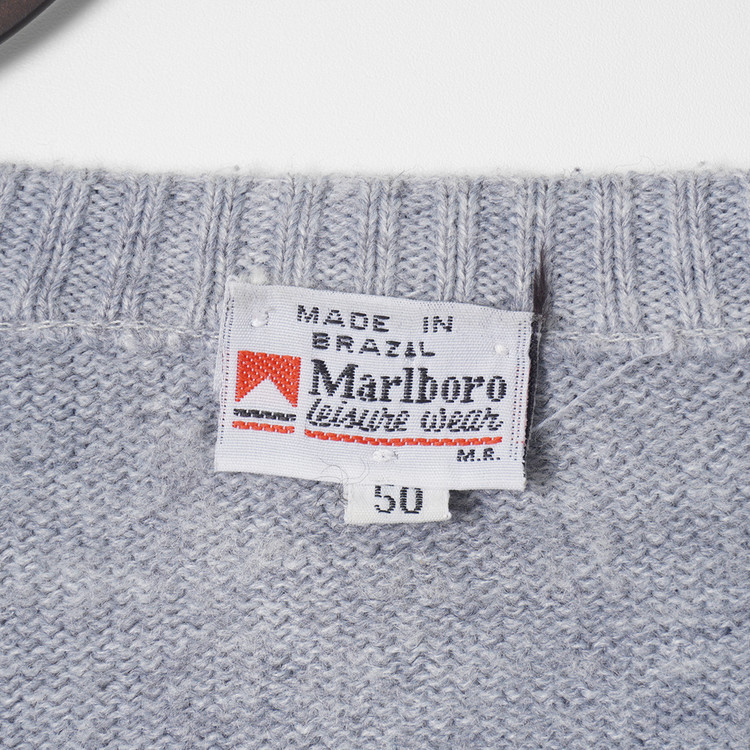 MADE IN
BRAZIL
Marlboro
leisure wear
M.R.
50